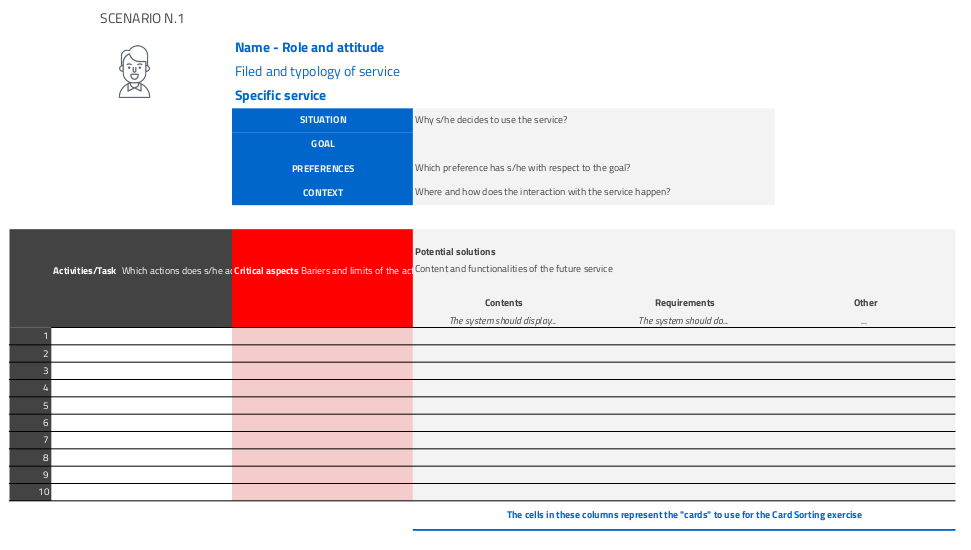 SCENARIO N.1
Name - Role and attitude
Filed and typology of service
Specific service
SITUATION Why s/he decides to use the service?
GOAL
PREFERENCES Which preference has s/he with respect to the goal?
CONTEXT Where and how does the interaction with the service happen?
Potential solutions
Activities/Task Which actions does s/he ac Critical aspects Bariers and limits of the act Content and functionalities of the future service
Contents Requirements Other
The system should display... The system should do... ...
1
2
3
4
5
6
7
8
9
10
The cells in these columns represent the "cards" to use for the Card Sorting exercise